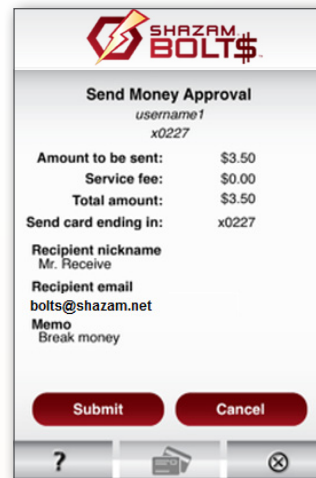 SHAZAM
BOLT$
Send Money Approval
username1
x0227
Amount to be sent: $3.50
Service fee: $0.00
Total amount: $3.50
Send card ending in: x0227
Recipient nickname
Mr. Receive
Recipient email
bolts@shazam.net
Memo
Break money
Submit Cancel
?